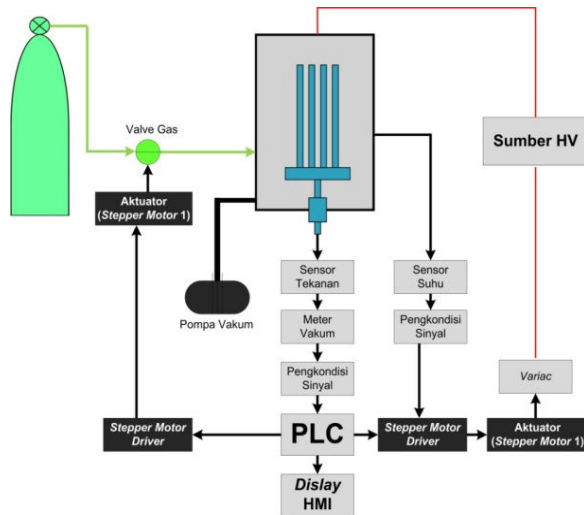 Valve Gas
Sumber HV
Aktuator
(Stepper Motor 1)
Sensor
Tekanan
Sensor
Suhu
Pompa Vakum
Meter
Vakum
Pengkondisi
Sinyal
Pengkondisi
Sinyal
Variac
Stepper Motor
Driver
PLC
Stepper Motor
Driver
Aktuator
(Stepper Motor 1)
Dislay
HMI